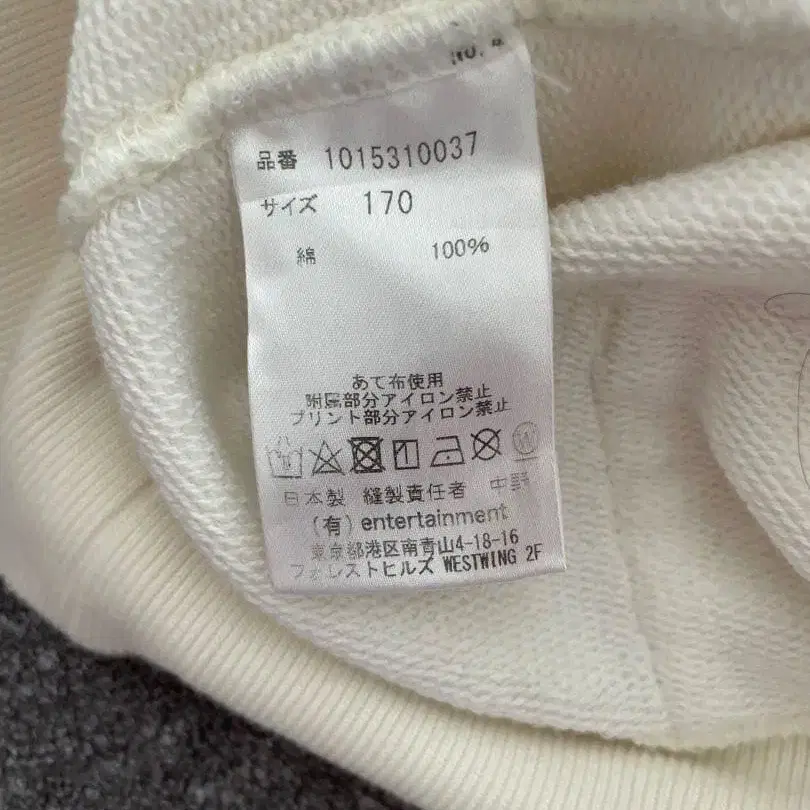 品番 1015310037
サイズ 170
綿 100%
あて布使用
附属部分アイロン禁止
プリント部分アイロン禁止
日本製 縫製責任者 中野
(有) entertainment
東京都港区南青山4-18-16
フォレストヒルズ WESTWING 2F